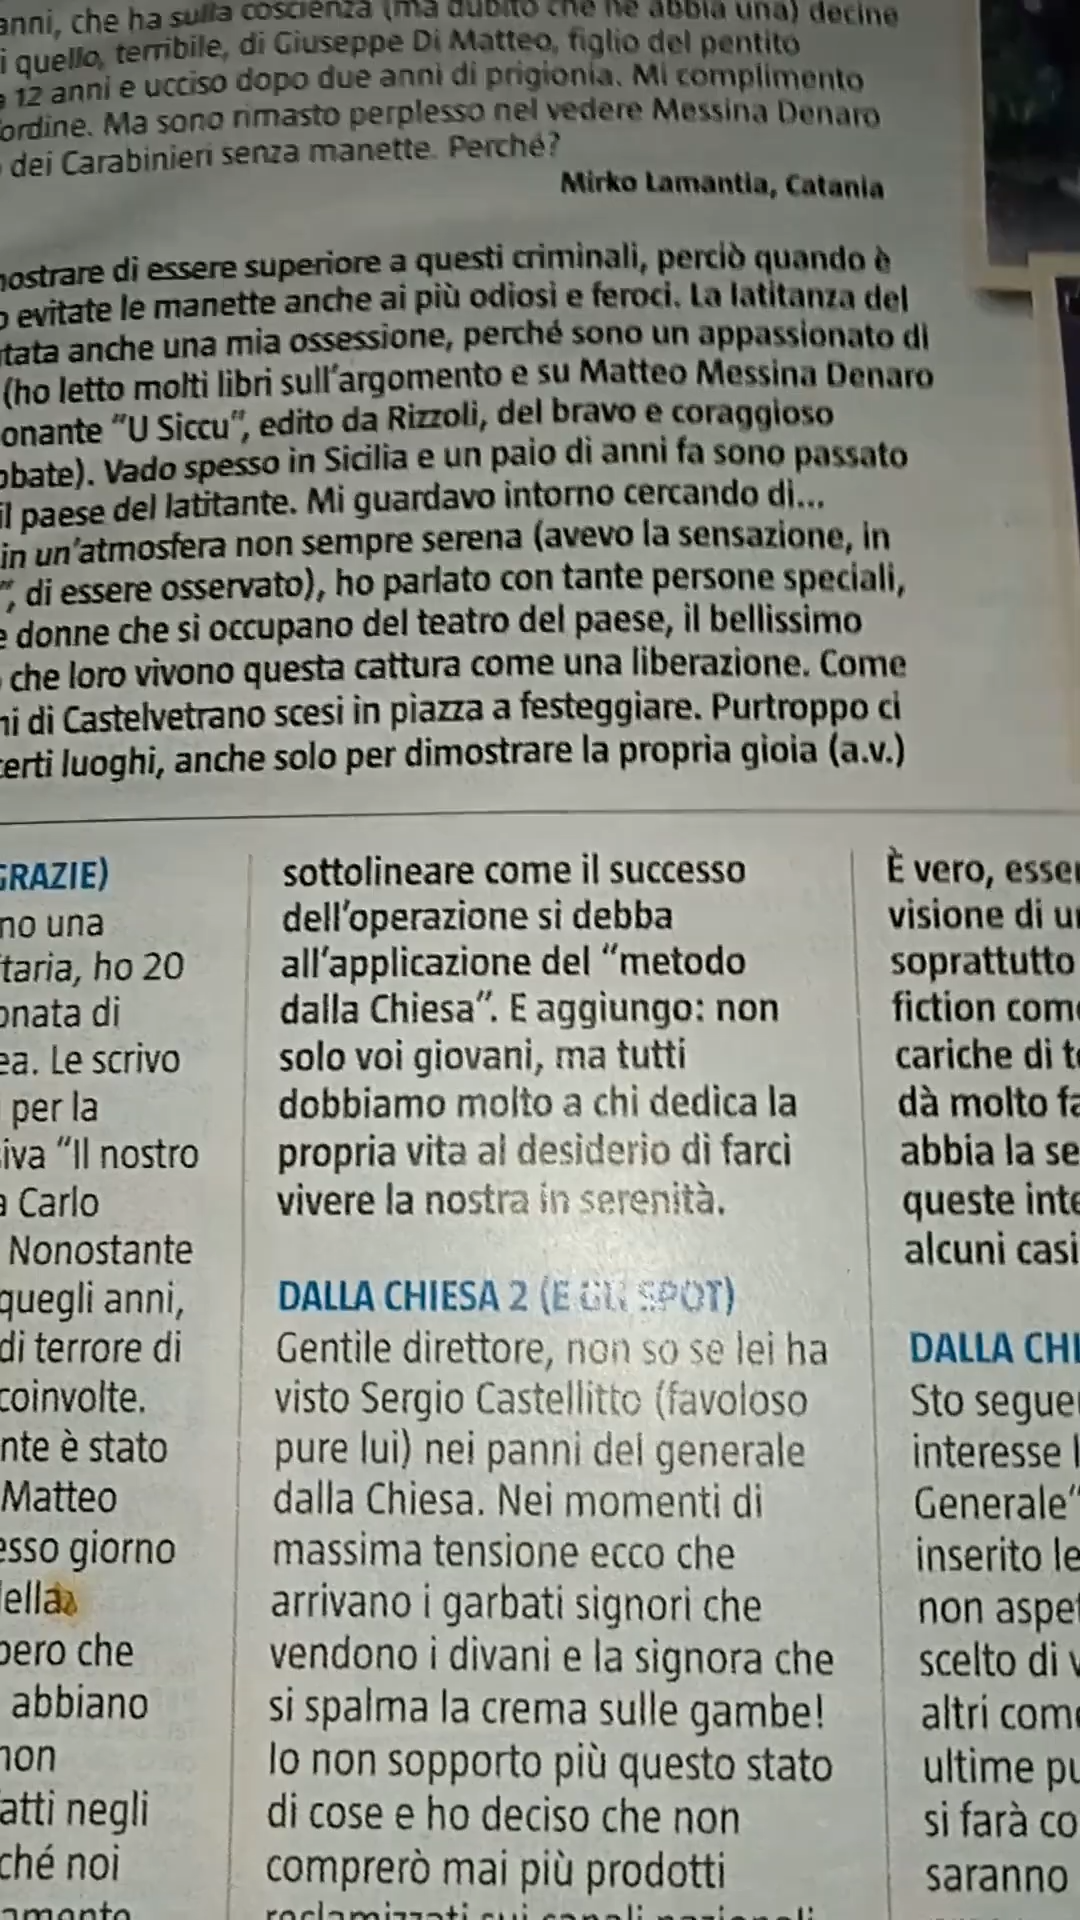 anni, che ha sulla coscienza (ma dubito che ne abbia una) decine
quello, terribile, di Giuseppe Di Matteo, figlio del pentito
12 anni e ucciso dopo due anni di prigionia. Mi complimento
ordine. Ma sono rimasto perplesso nel vedere Messina Denaro
dei Carabinieri senza manette. Perché?
Mirko Lamantia, Catania
ostrare di essere superiore a questi criminali, perciò quando è
evitate le manette anche ai più odiosi e feroci. La latitanza del
tata anche una mia ossessione, perché sono un appassionato di
(ho letto molti libri sull'argomento e su Matteo Messina Denaro
onante "U Siccu", edito da Rizzoli, del bravo e coraggioso
bate). Vado spesso in Sicilia e un paio di anni fa sono passato
il paese del latitante. Mi guardavo intorno cercando di...
in un'atmosfera non sempre serena (avevo la sensazione, in
", di essere osservato), ho parlato con tante persone speciali,
e donne che si occupano del teatro del paese, il bellissimo
che loro vivono questa cattura come una liberazione. Come
ni di Castelvetrano scesi in piazza a festeggiare. Purtroppo ci
certi luoghi, anche solo per dimostrare la propria gioia (a.v.)
GRAZIE)
no una
taria, ho 20
onata di
ea. Le scrivo
per la
iva "Il nostro
a Carlo
Nonostante
quegli anni,
di terrore di
coinvolte.
nte è stato
Matteo
esso giorno
della
pero che
abbiano
non
fatti negli
ché noi
amento
sottolineare come il successo
dell'operazione si debba
all'applicazione del "metodo
dalla Chiesa". E aggiungo: non
solo voi giovani, ma tutti
dobbiamo molto a chi dedica la
propria vita al desiderio di farci
vivere la nostra in serenità.
DALLA CHIESA 2 (E GLI SPOT)
Gentile direttore, non so se lei ha
visto Sergio Castellitto (favoloso
pure lui) nei panni del generale
dalla Chiesa. Nei momenti di
massima tensione ecco che
arrivano i garbati signori che
vendono i divani e la signora che
si spalma la crema sulle gambe!
Io non sopporto più questo stato
di cose e ho deciso che non
comprerò mai più prodotti
reclamizzati sui canali nazionali
È vero, esser
visione di u
soprattutto
fiction com
cariche di te
dà molto fa
abbia la se
queste inte
alcuni casi
DALLA CHI
Sto segue
interesse l
Generale"
inserito le
non aspet
scelto di v
altri com
ultime pu
si farà co
saranno